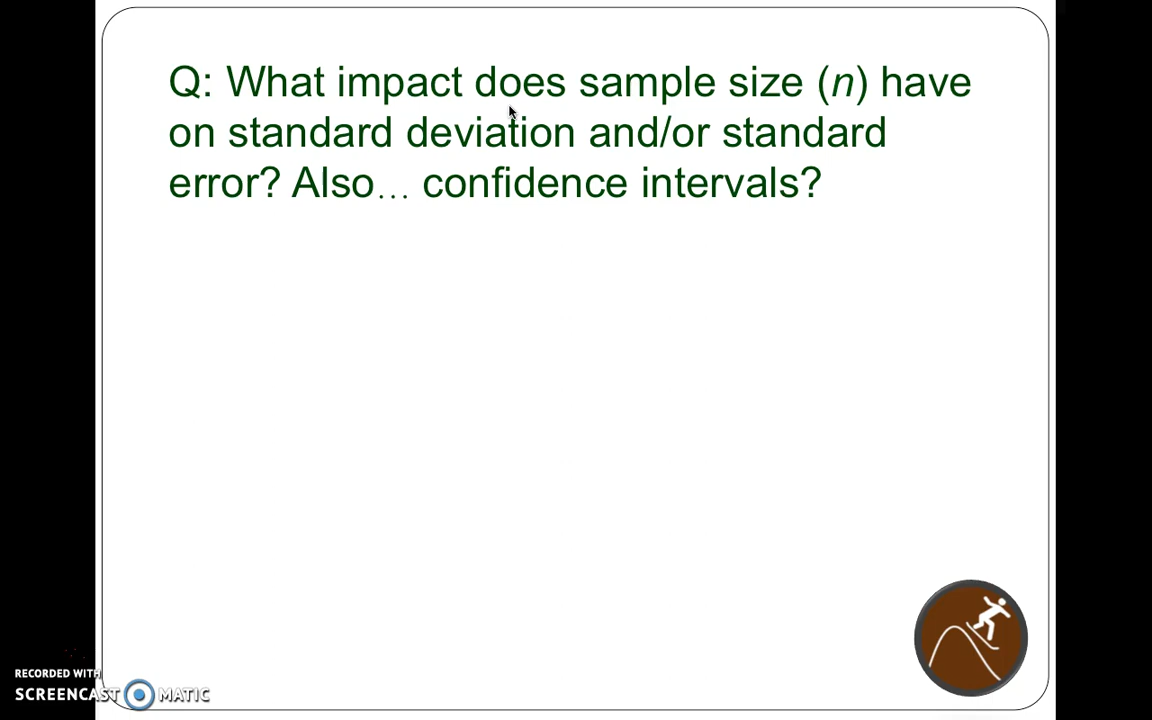 Q: What impact does sample size (n) have
on standard deviation and/or standard
error? Also... confidence intervals?
RECORDED WITH
SCREENCAST MATIC